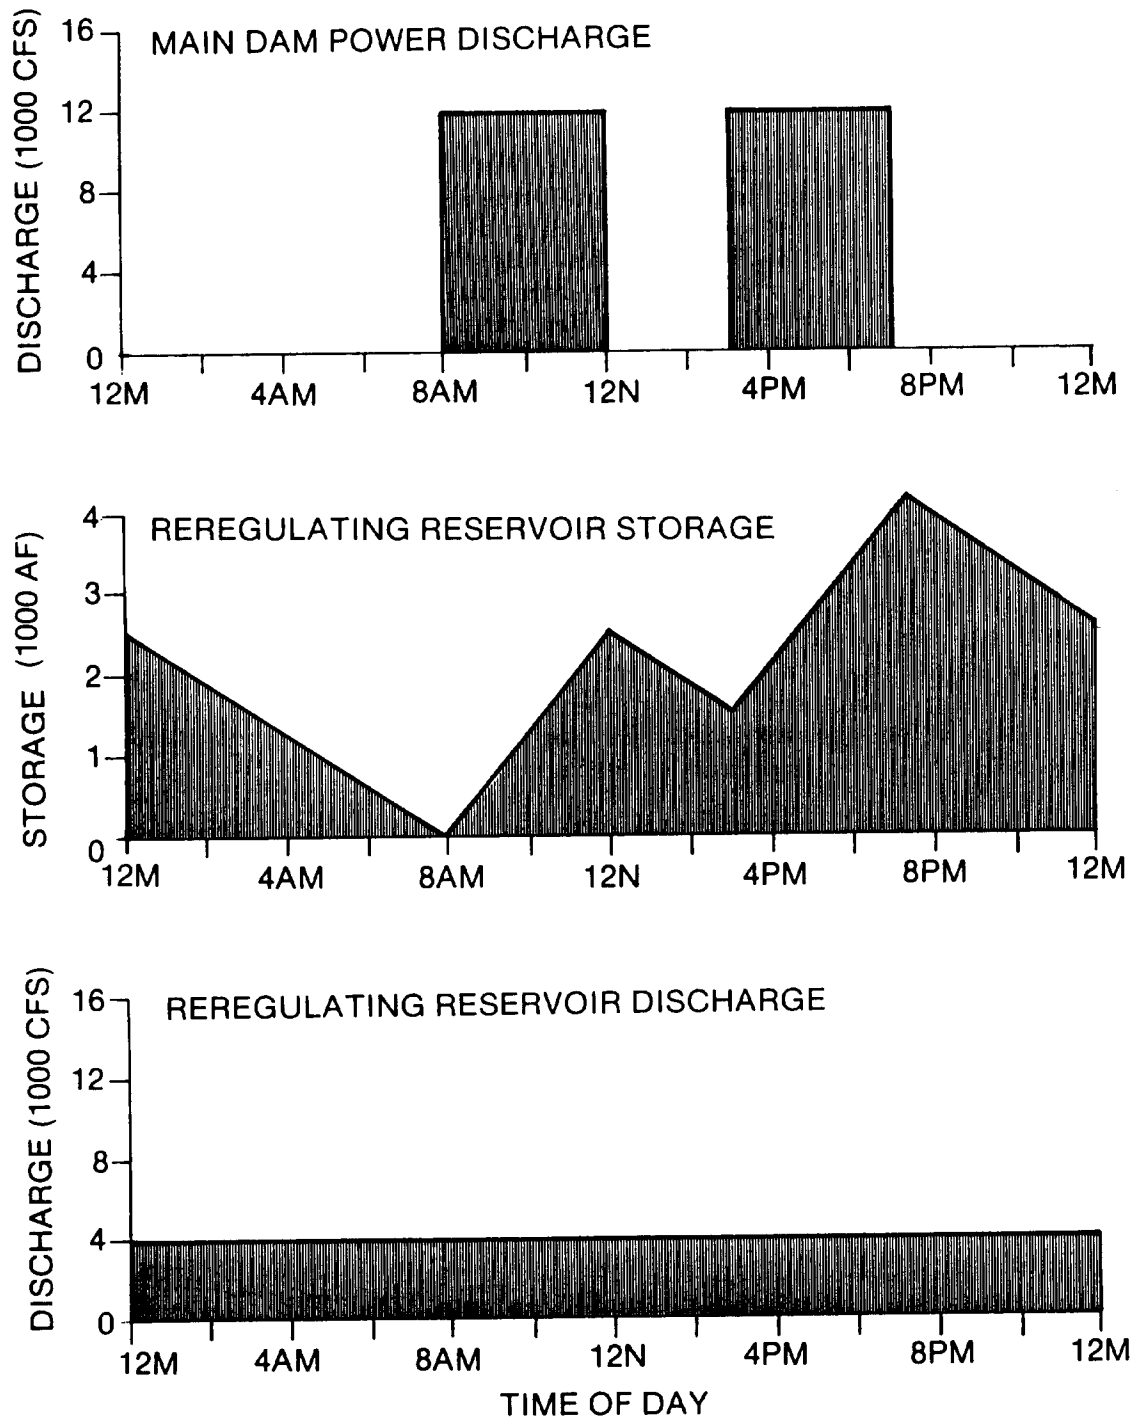 MAIN DAM POWER DISCHARGE
DISCHARGE (1000 CFS)
16
12
8
4
0
12M 4AM 8AM 12N 4PM 8PM 12M
REREGULATING RESERVOIR STORAGE
STORAGE (1000 AF)
4
3
2
1
0
12M 4AM 8AM 12N 4PM 8PM 12M
REREGULATING RESERVOIR DISCHARGE
DISCHARGE (1000 CFS)
16
12
8
4
0
12M 4AM 8AM 12N 4PM 8PM 12M
TIME OF DAY